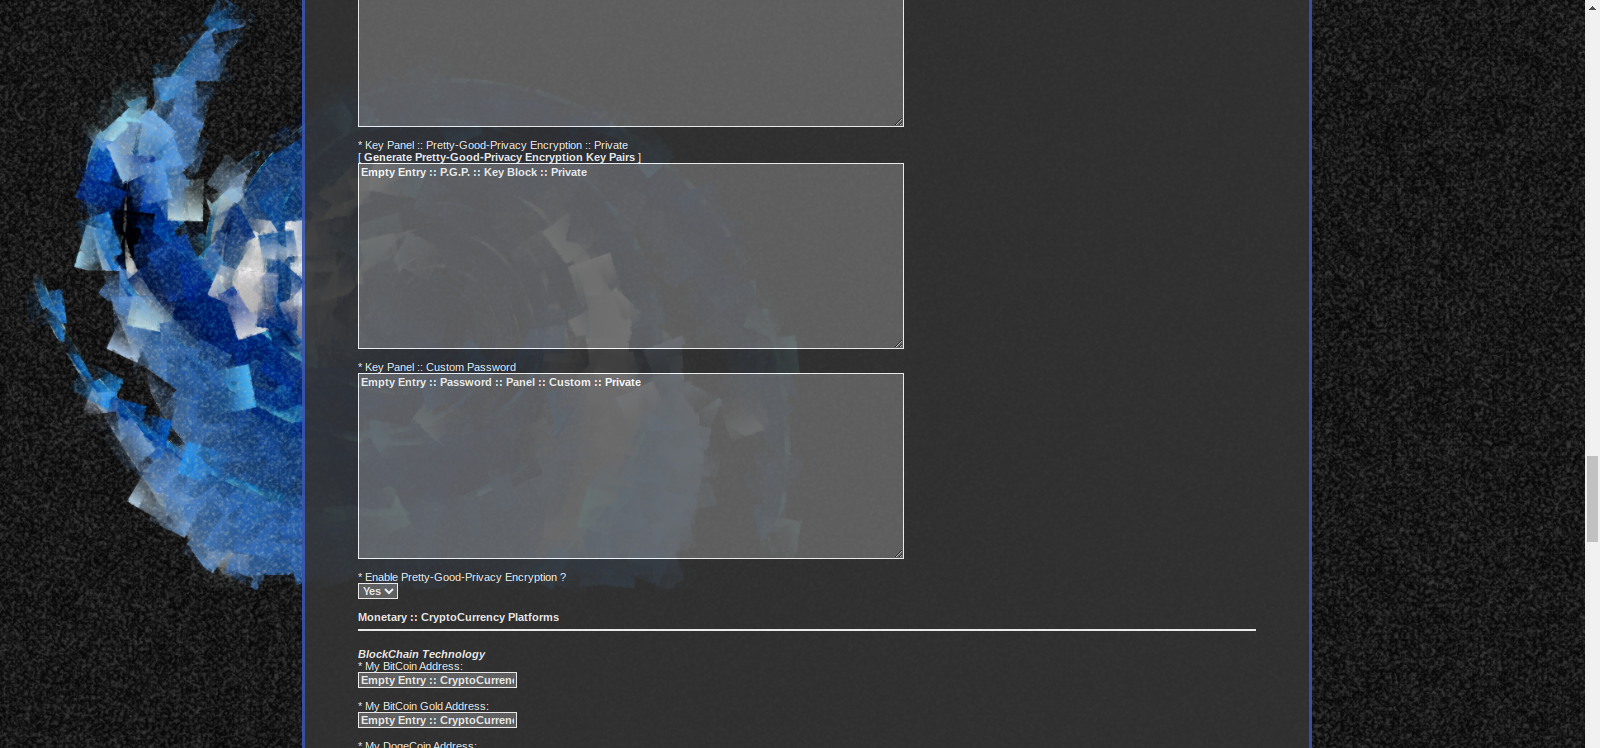 * Key Panel :: Pretty-Good-Privacy Encryption :: Private
[ Generate Pretty-Good-Privacy Encryption Key Pairs ]
Empty Entry :: P.G.P. :: Key Block :: Private
* Key Panel :: Custom Password
Empty Entry :: Password :: Panel :: Custom :: Private
* Enable Pretty-Good-Privacy Encryption ?
Yes
Monetary :: CryptoCurrency Platforms
BlockChain Technology
* My BitCoin Address:
Empty Entry :: CryptoCurren
* My BitCoin Gold Address:
Empty Entry :: CryptoCurren
* My DogeCoin Address: